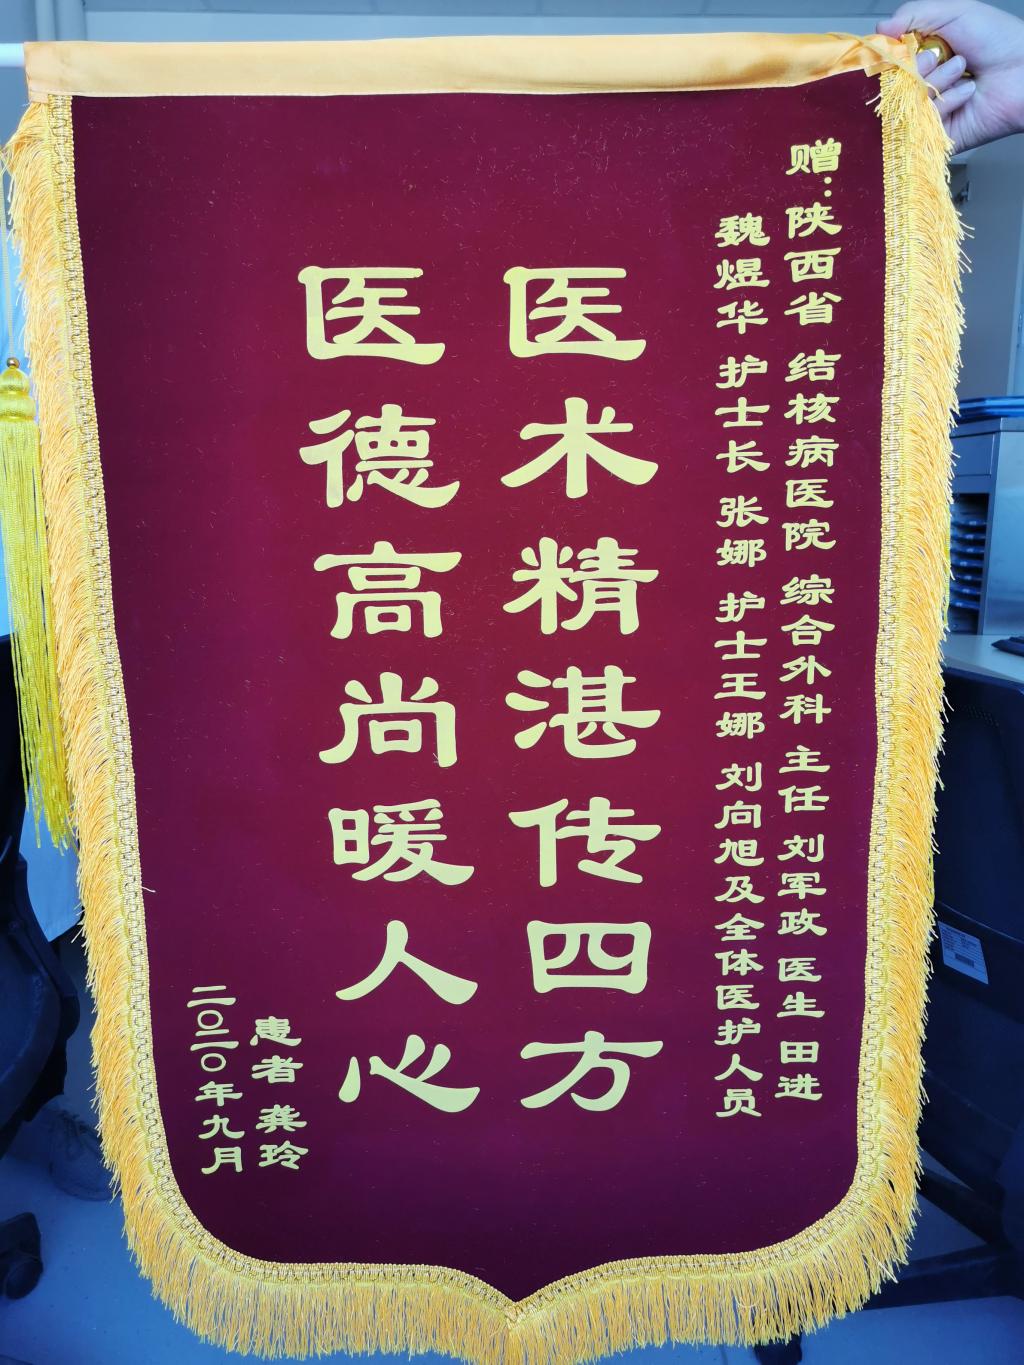 赠：陕西省 结核病医院 综合外科 主任 刘军政 医生 田进
魏煜华 护士长 张娜 护士王娜 刘向旭及全体医护人员
医术精湛传四方
医德高尚暖人心
患者 龚玲
二〇二〇年九月